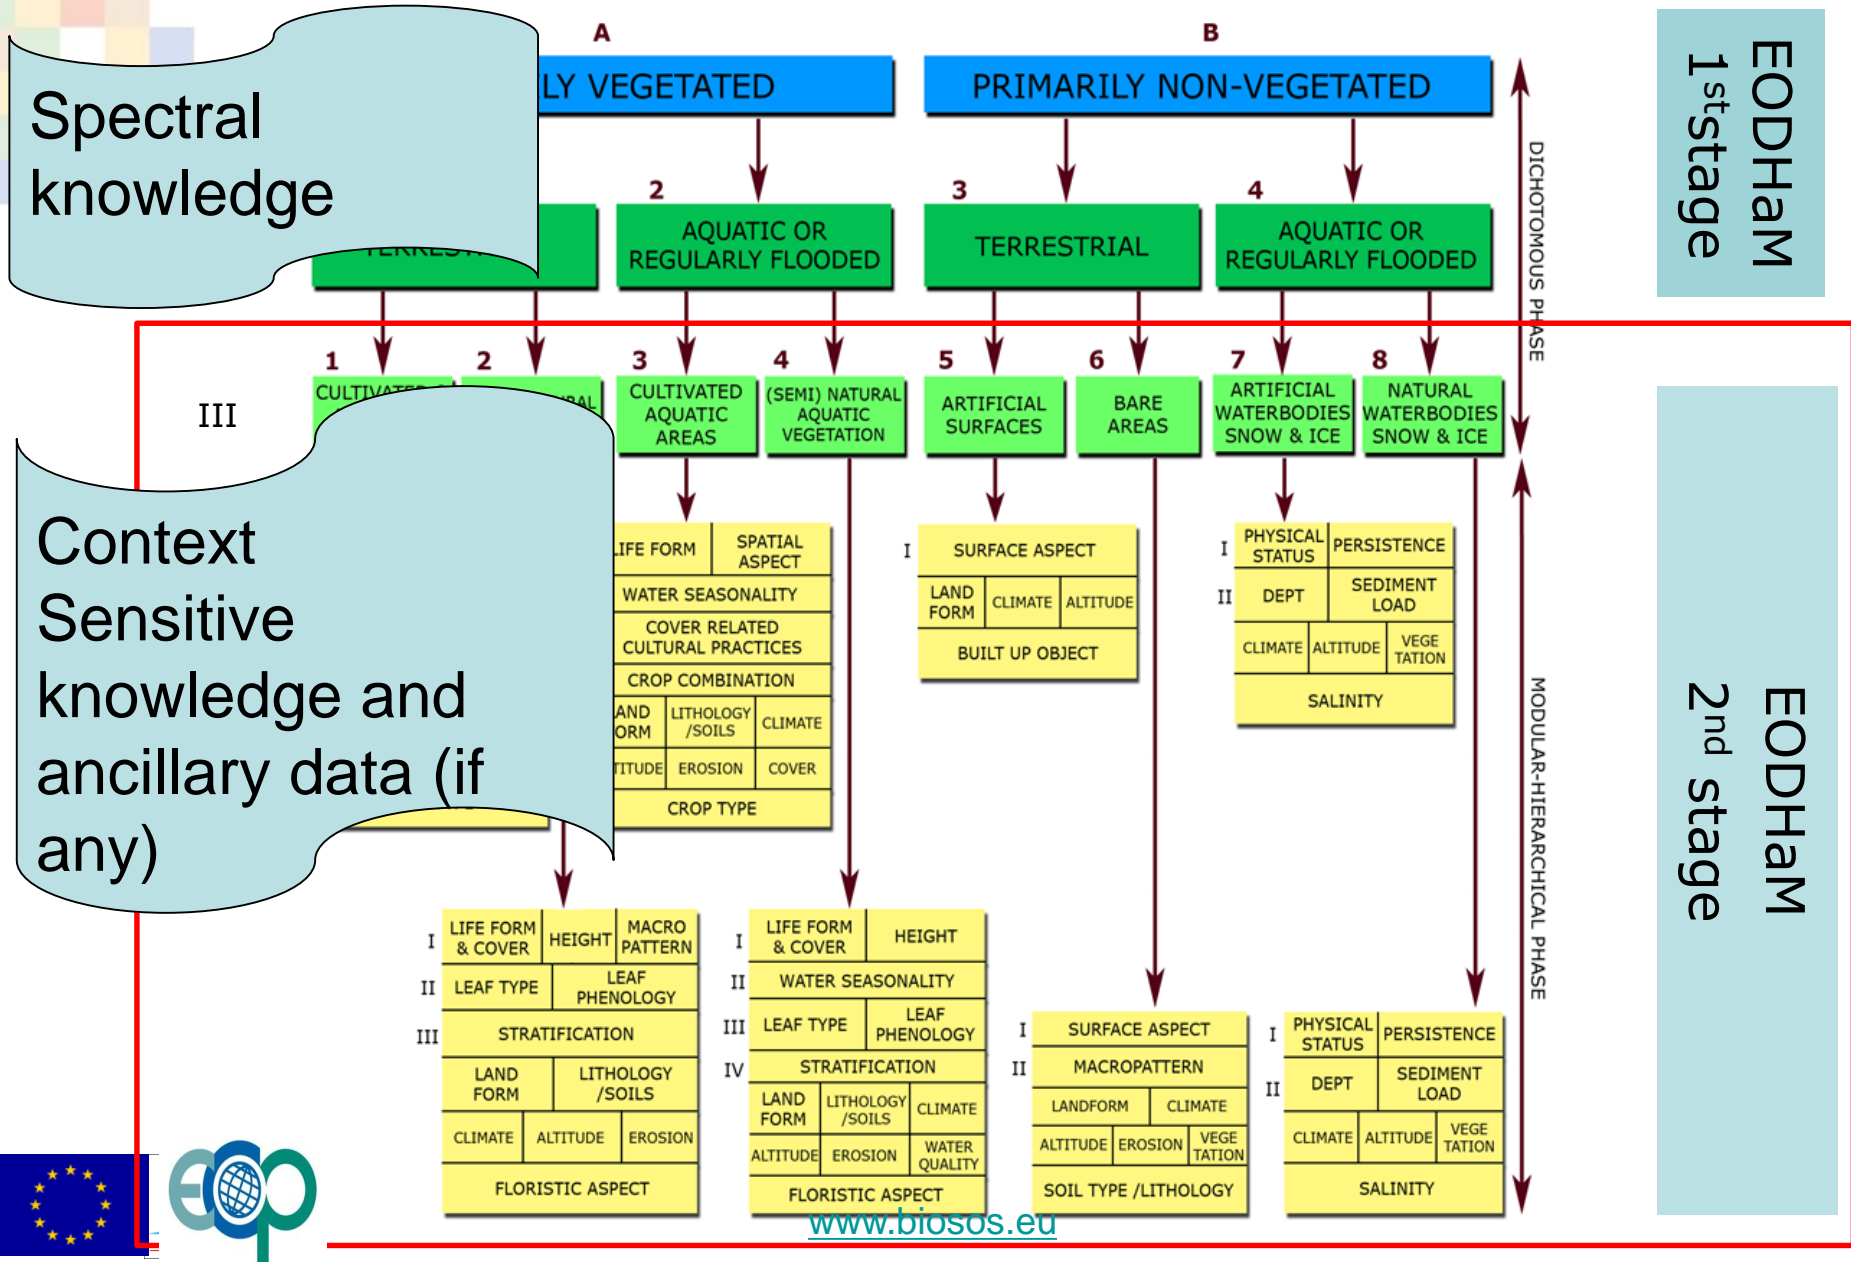 A
B
LY VEGETATED
PRIMARILY NON-VEGETATED
Spectral
knowledge
2
3
4
AQUATIC OR
REGULARLY FLOODED
TERRESTRIAL
AQUATIC OR
REGULARLY FLOODED
DICHOTOMOUS PHASE
EODHaM
1ststage
III
1
2
3
4
5
6
7
8
CULTIVATED
AQUATIC
AREAS
(SEMI) NATURAL
AQUATIC
VEGETATION
ARTIFICIAL
SURFACES
BARE
AREAS
ARTIFICIAL
WATERBODIES
SNOW & ICE
NATURAL
WATERBODIES
SNOW & ICE
Context
Sensitive
knowledge and
ancillary data (if
any)
LIFE FORM
SPATIAL
ASPECT
WATER SEASONALITY
COVER RELATED
CULTURAL PRACTICES
CROP COMBINATION
LITHOLOGY
/SOILS
CLIMATE
EROSION
COVER
CROP TYPE
I
SURFACE ASPECT
LAND
FORM
CLIMATE
ALTITUDE
BUILT UP OBJECT
I
PHYSICAL
STATUS
PERSISTENCE
II
DEPT
SEDIMENT
LOAD
CLIMATE
ALTITUDE
VEGE
TATION
SALINITY
MODULAR-HIERARCHICAL PHASE
EODHaM
2nd stage
I
LIFE FORM
& COVER
HEIGHT
MACRO
PATTERN
II
LEAF TYPE
LEAF
PHENOLOGY
III
STRATIFICATION
LAND
FORM
LITHOLOGY
/SOILS
CLIMATE
ALTITUDE
EROSION
FLORISTIC ASPECT
I
LIFE FORM
& COVER
HEIGHT
II
WATER SEASONALITY
III
LEAF TYPE
LEAF
PHENOLOGY
IV
STRATIFICATION
LAND
FORM
LITHOLOGY
/SOILS
CLIMATE
ALTITUDE
EROSION
WATER
QUALITY
FLORISTIC ASPECT
I
SURFACE ASPECT
II
MACROPATTERN
LANDFORM
CLIMATE
ALTITUDE
EROSION
VEGE
TATION
SOIL TYPE /LITHOLOGY
I
PHYSICAL
STATUS
PERSISTENCE
II
DEPT
SEDIMENT
LOAD
CLIMATE
ALTITUDE
VEGE
TATION
SALINITY
www.biosos.eu